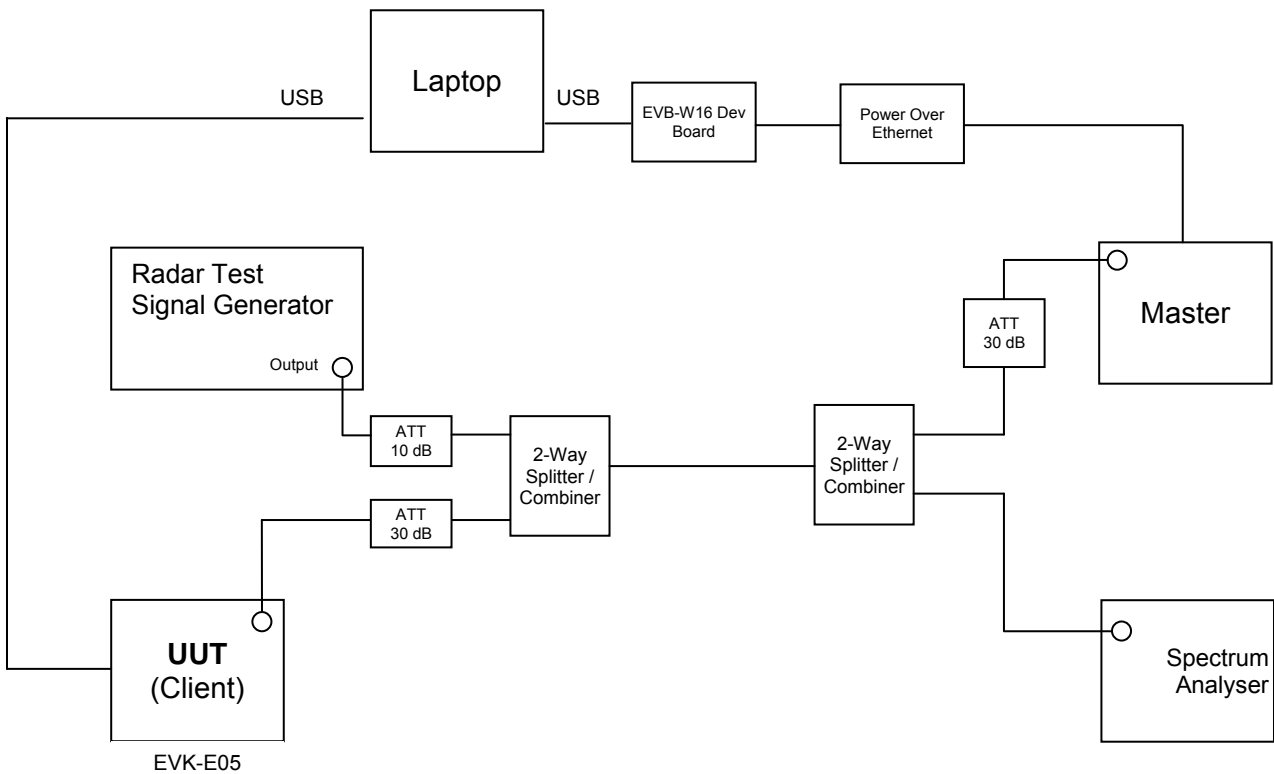 Laptop
USB
USB
EVB-W16 Dev
Board
Power Over
Ethernet
Radar Test
Signal Generator
Output
Master
ATT
30 dB
ATT
10 dB
2-Way
Splitter /
Combiner
2-Way
Splitter /
Combiner
ATT
30 dB
UUT
(Client)
EVK-E05
Spectrum
Analyser